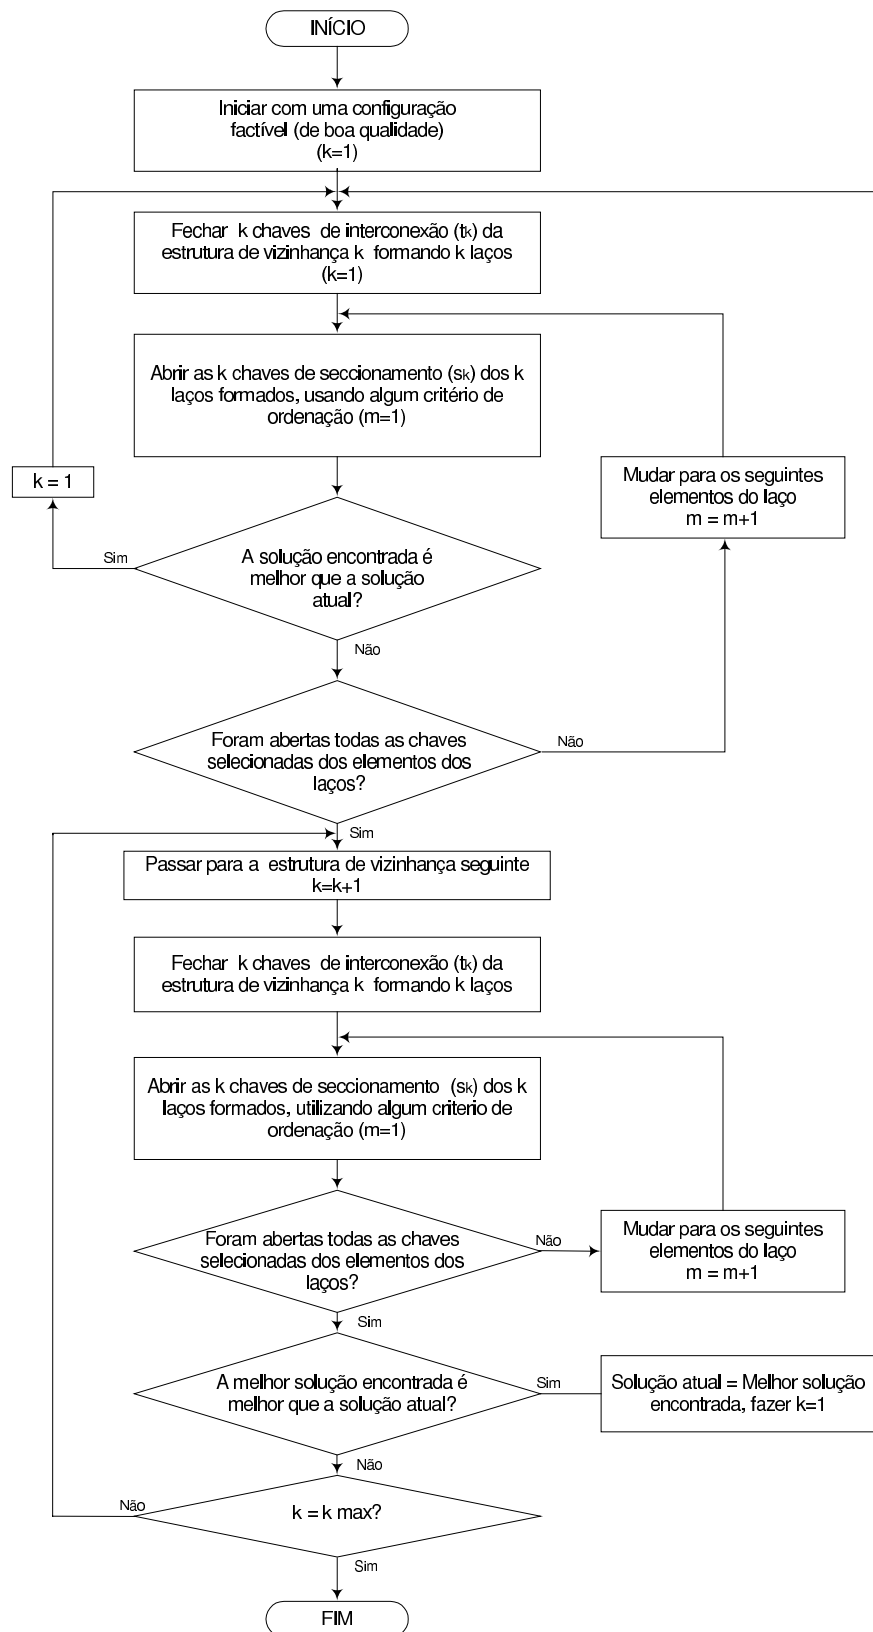 INÍCIO
Iniciar com uma configuração
factível (de boa qualidade)
(k=1)
Fechar k chaves de interconexão (tk) da
estrutura de vizinhança k formando k laços
(k=1)
Abrir as k chaves de seccionamento (sk) dos k
laços formados, usando algum critério de
ordenação (m=1)
k = 1
Mudar para os seguintes
elementos do laço
m = m+1
Sim
A solução encontrada é
melhor que a solução
atual?
Não
Foram abertas todas as chaves
selecionadas dos elementos dos
laços?
Não
Sim
Passar para a estrutura de vizinhança seguinte
k=k+1
Fechar k chaves de interconexão (tk) da
estrutura de vizinhança k formando k laços
Abrir as k chaves de seccionamento (sk) dos k
laços formados, utilizando algum criterio de
ordenação (m=1)
Foram abertas todas as chaves
selecionadas dos elementos dos
laços?
Não
Mudar para os seguintes
elementos do laço
m = m+1
Sim
A melhor solução encontrada é
melhor que a solução atual?
Sim
Solução atual = Melhor solução
encontrada, fazer k=1
Não
Não
k = k max?
Sim
FIM